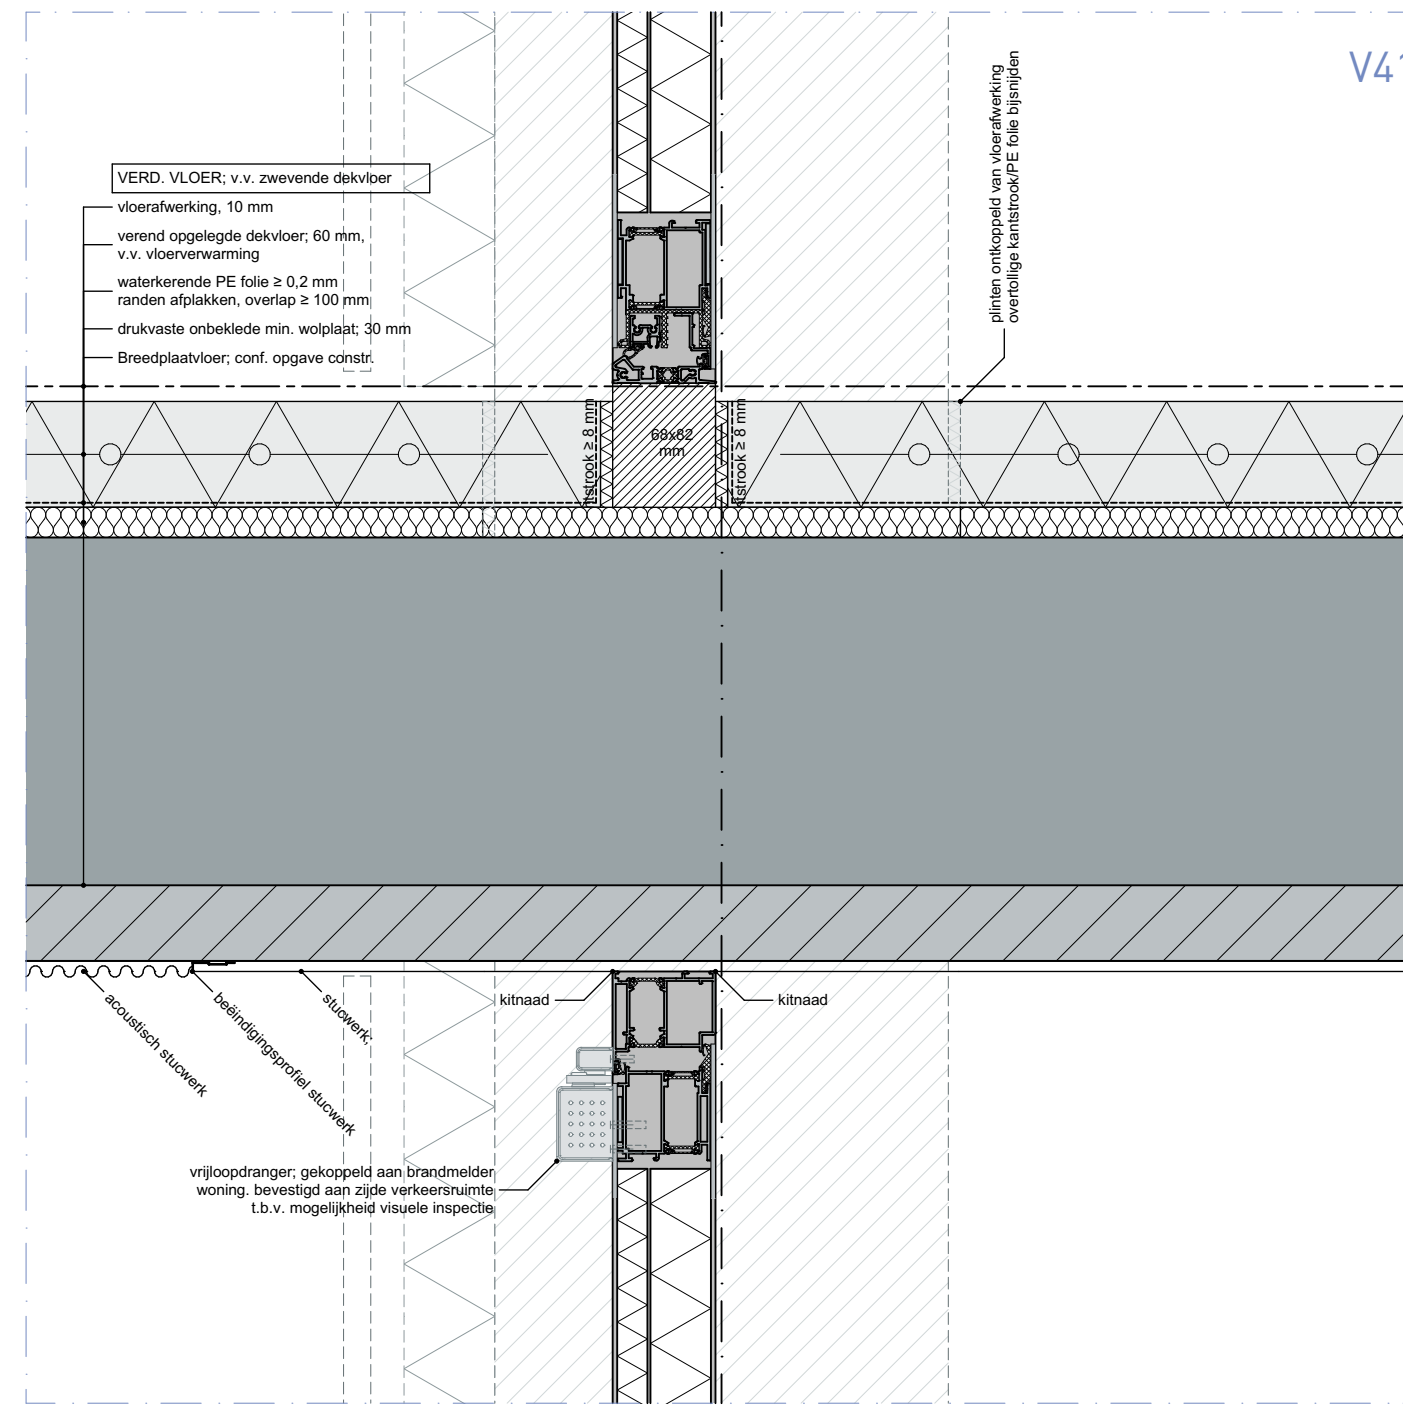 V41
VERD. VLOER; v.v. zwevende dekvloer
vloerafwerking, 10 mm
verend opgelegde dekvloer; 60 mm,
v.v. vloerverwarming
waterkerende PE folie ≥ 0,2 mm
randen afplakken, overlap ≥ 100 mm
drukvaste onbeklede min. wolplaat; 30 mm
Breedplaatvloer; conf. opgave constr.
plinten ontkoppeld van vloerafwerking
overtollige kantstrook/PE folie bijsnijden
tstrook ≥ 8 mm
68x82
mm
tstrook ≥ 8 mm
kitnaad
kitnaad
acoustisch stucwerk
beëindigingsprofiel stucwerk
stucwerk;
vrijloopdranger; gekoppeld aan brandmelder
woning. bevestigd aan zijde verkeersruimte
t.b.v. mogelijkheid visuele inspectie